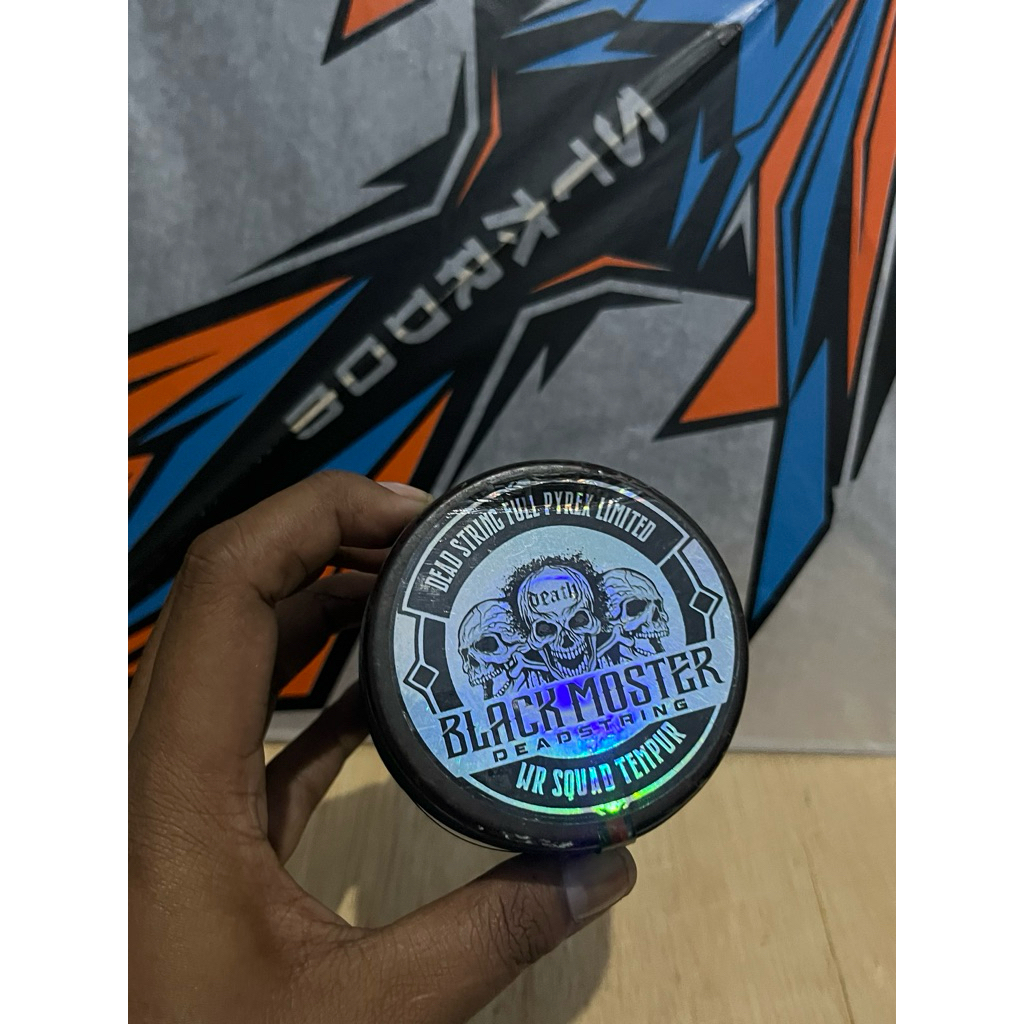 DEAD STRING FULL PYREX LIMITED
death
BLACK MOSTER
DEADSTRING
WR SQUAD TEMPUR